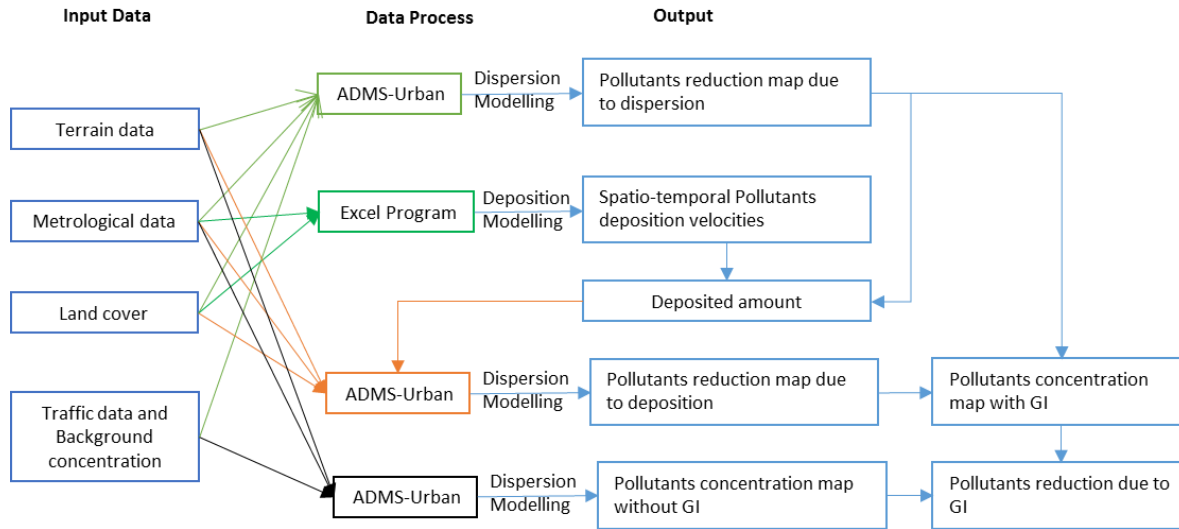 Input Data
Data Process
Output
ADMS-Urban
Dispersion
Modelling
Pollutants reduction map due
to dispersion
Terrain data
Metrological data
Excel Program
Deposition
Modelling
Spatio-temporal Pollutants
deposition velocities
Land cover
Deposited amount
ADMS-Urban
Dispersion
Modelling
Pollutants reduction map due
to deposition
Pollutants concentration
map with GI
Traffic data and
Background
concentration
ADMS-Urban
Dispersion
Modelling
Pollutants concentration map
without GI
Pollutants reduction due to
GI